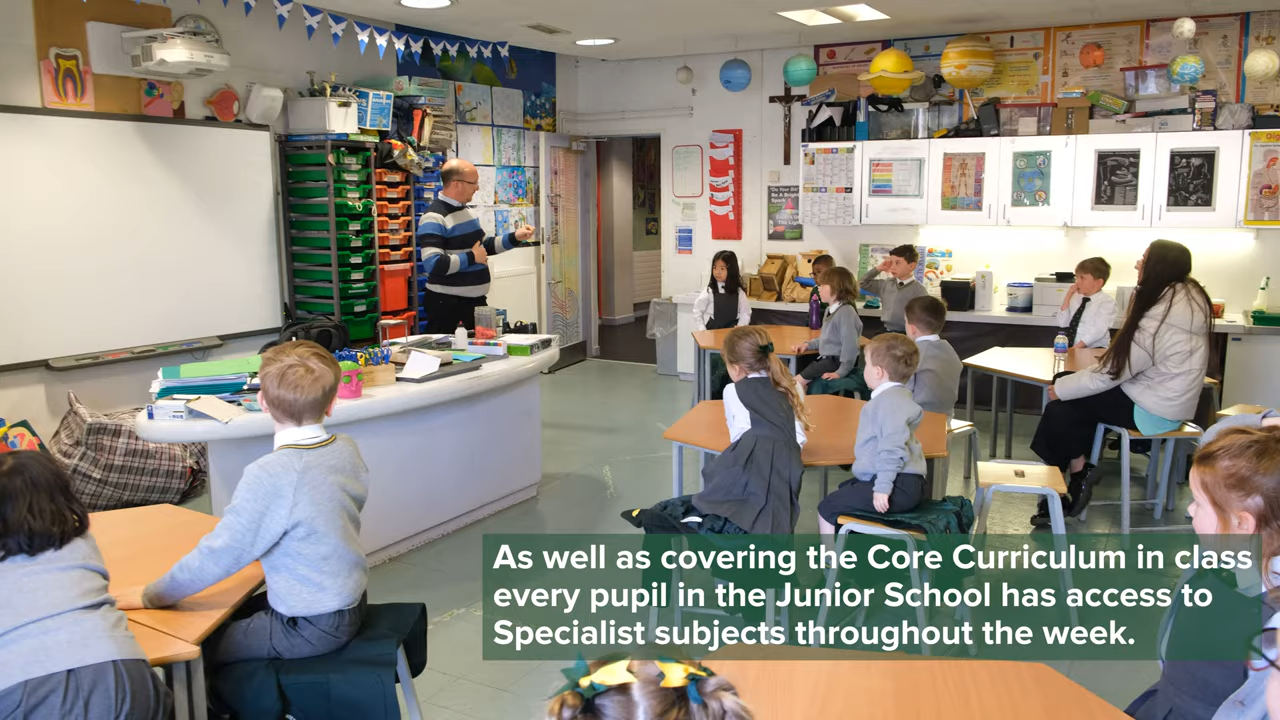 As well as covering the Core Curriculum in class
every pupil in the Junior School has access to
Specialist subjects throughout the week.